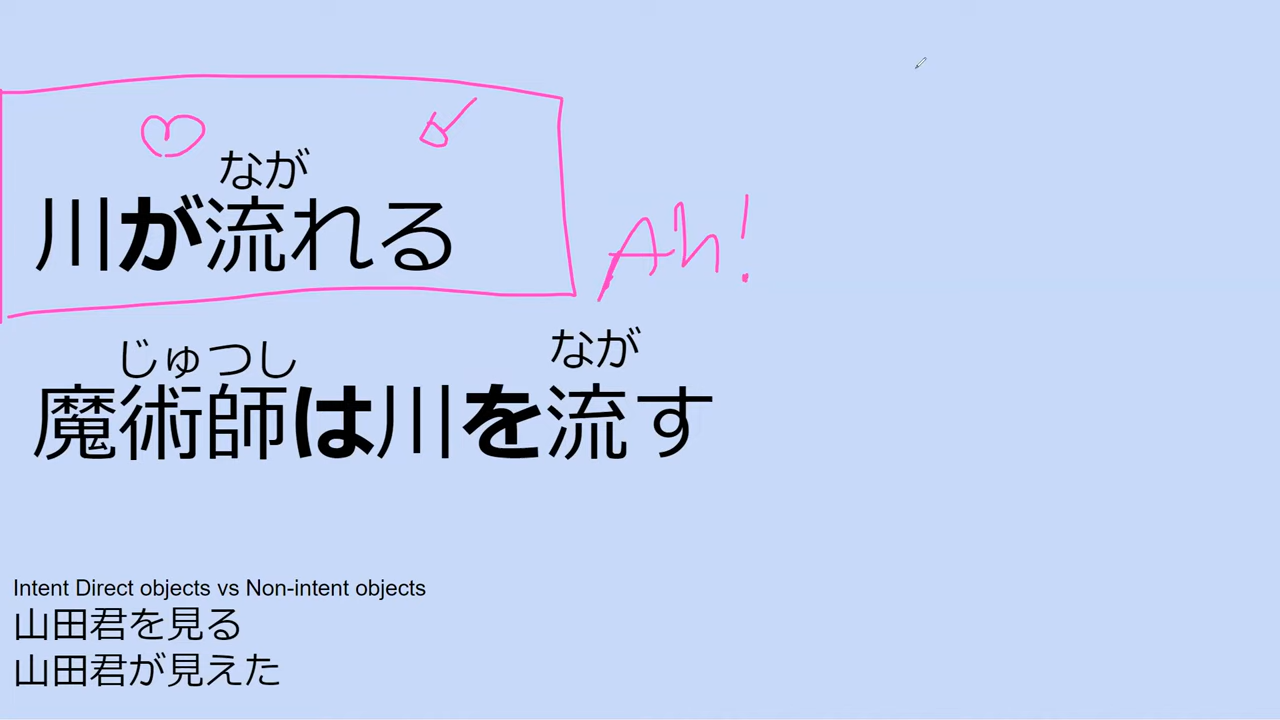 なが
川が流れる
Ah!
じゅつし なが
魔術師は川を流す
Intent Direct objects vs Non-intent objects
山田君を見る
山田君が見えた